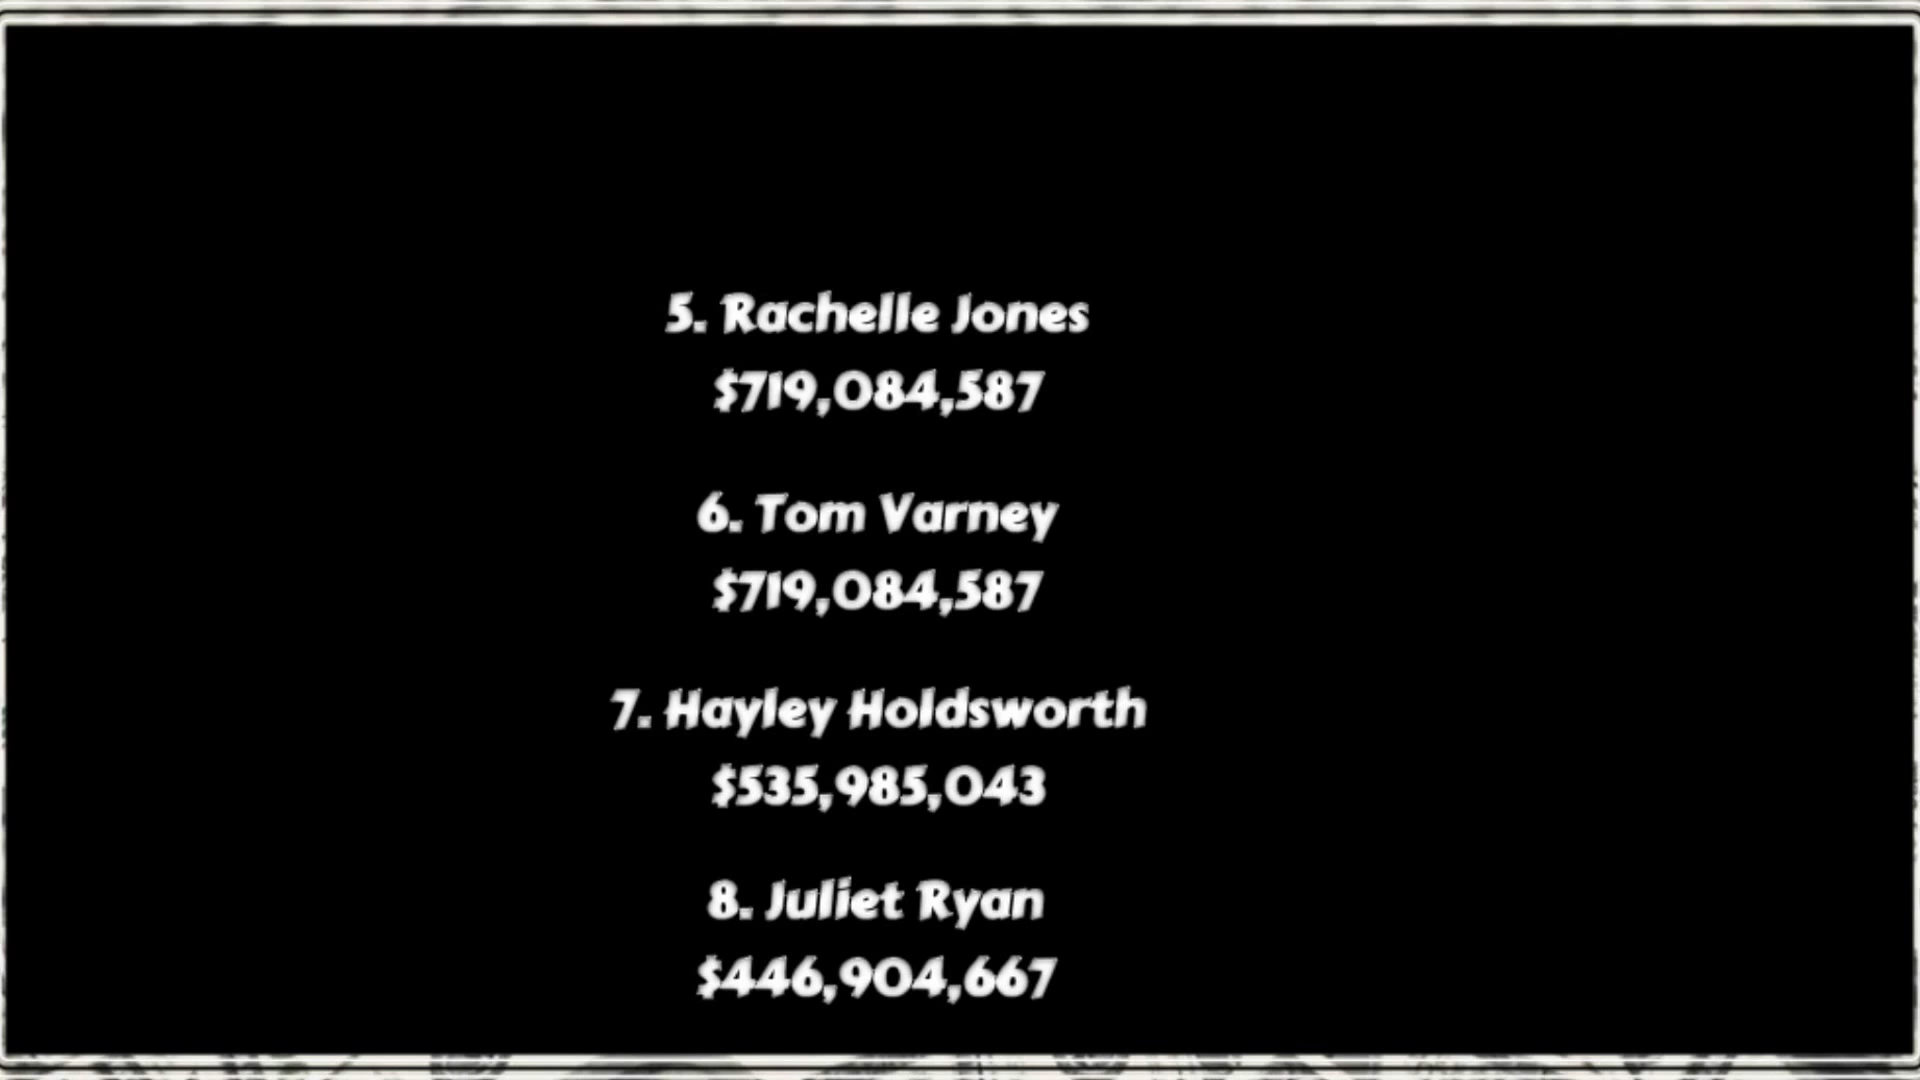 5. Rachelle Jones
$719,084,587
6. Tom Varney
$719,084,587
7. Hayley Holdsworth
$535,985,043
8. Juliet Ryan
$446,904,667